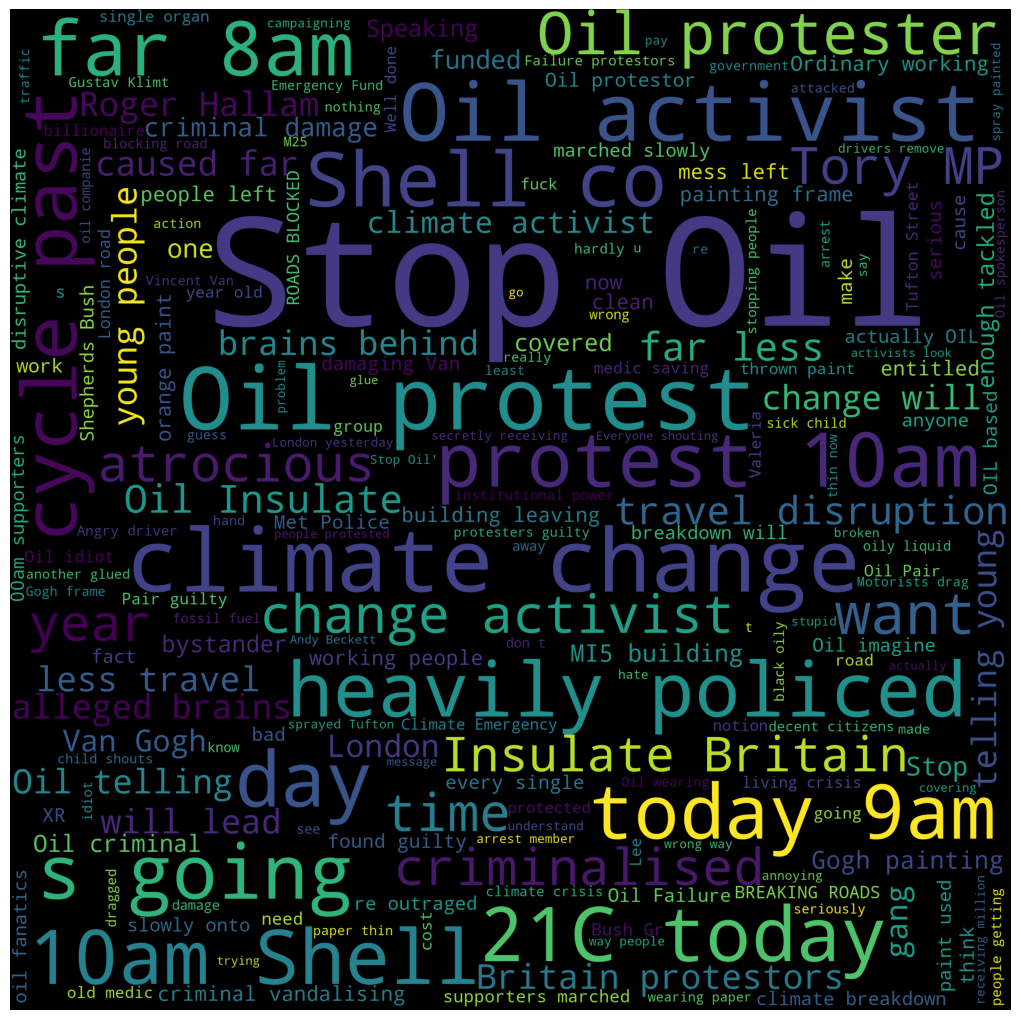 single organ
campaigning
Speaking
Oil protester
far 8am
funded
Failure protestors
pay
government
Ordinary working
traffic
Gustav Klimt
Emergency Fund
Oil protestor
attacked
spray painted
Roger Hallam
nothing
Well done
Oil activist
billionaire
criminal damage
M25
blocking road
drivers remove
cycle past
caused far
Shell co
marched slowly
mess left
Tory MP
disruptive climate
oil companie
people left
fuck
painting frame
young people
action
climate activist
one
ROADS BLOCKED
Stop Oil
hardly u
re
stopping people
arrest
say
make
Tufton Street
serious
cause
Oil spokesperson
enough tackled
Vincent Van
s
London road
year old
go
now
clean
wrong
Shepherds Bush
orange paint
brains behind
covered
far less
actually OIL
activists look
work
damaging Van
really
least
medic saving
thrown paint
entitled
Oil protest
problem
glue
change will
OIL based
group
sick child
anyone
guess
London yesterday
secretly receiving
Everyone shouting
Valeria
00am supporters
atrocious
Stop Oil'
protest 10am
thin now
institutional power
Oil Insulate
travel disruption
Angry driver
hand
Met Police
building leaving
people protested
protesters guilty
breakdown will
broken
Oil idiot
climate change
away
oily liquid
another glued
Oil Pair
Gogh frame
Pair guilty
Motorists drag
telling young
year
fossil fuel
change activist
want
bystander
Andy Beckett
don t
black oily
t
stupid
fact
working people
MI5 building
Oil imagine
road
less travel
heavily policed
hate
actually
alleged brains
sprayed Tufton
Climate Emergency
notion
decent citizens
made
Van Gogh
know
bad
London
Insulate Britain
Stop
child shouts
message
Oil telling
day
every single
Oil wearing
living crisis
covering
idiot
XR
will lead
see
time
protected
today 9am
going
understand
Oil criminal
found guilty
arrest member
Lee
wrong way
s going
criminalised
annoying
Gogh painting
oil fanatics
dragged
damage
re outraged
climate crisis
Oil Failure
BREAKING ROADS
gang
slowly onto
need
cost
21C today
Bush Gr
seriously
paint used
think
receiving million
people getting
10am Shell
trying
paper thin
way people
Britain protestors
old medic
criminal vandalising
supporters marched
wearing paper
climate breakdown